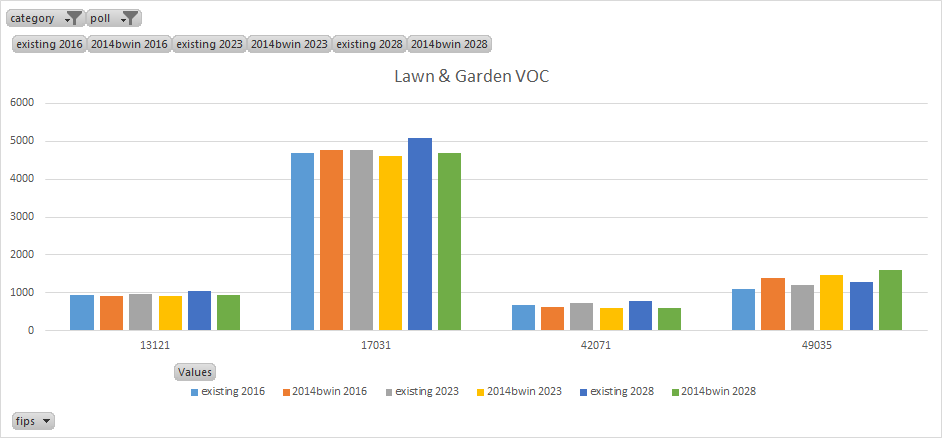 category poll
existing 2016 2014bwin 2016 existing 2023 2014bwin 2023 existing 2028 2014bwin 2028
Lawn & Garden VOC
6000
5000
4000
3000
2000
1000
0
13121 17031 42071 49035
Values
existing 2016 2014bwin 2016 existing 2023 2014bwin 2023 existing 2028 2014bwin 2028
fips